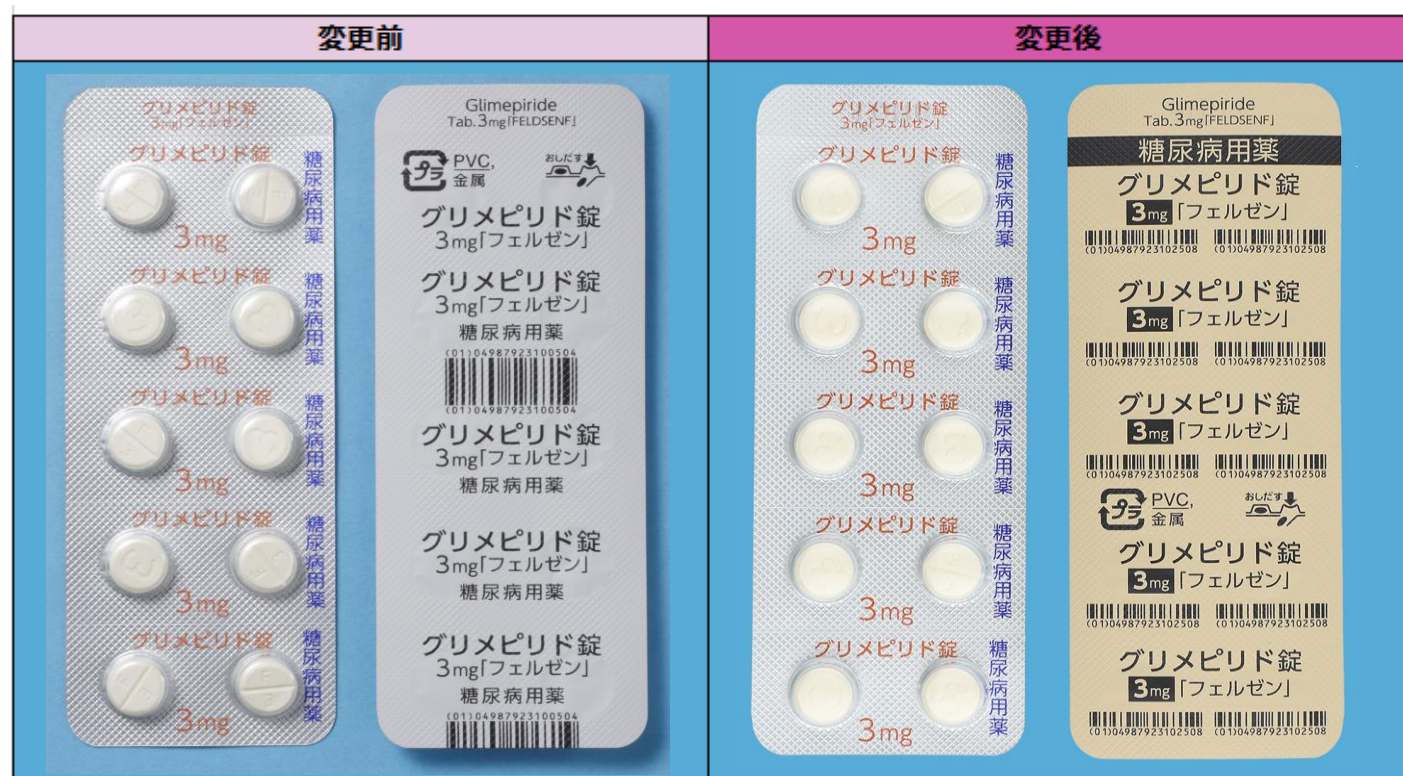 変更前
変更後
グリメピリド錠
3mg「フェルゼン」
グリメピリド錠
3mg
糖尿病用薬
グリメピリド錠
3mg
糖尿病用薬
グリメピリド錠
3mg
糖尿病用薬
グリメピリド錠
3mg
糖尿病用薬
グリメピリド錠
3mg
糖尿病用薬
Glimepiride
Tab.3mg「FELDSENF」
プラ
PVC,
金属
おしだす
グリメピリド錠
3mg「フェルゼン」
グリメピリド錠
3mg「フェルゼン」
糖尿病用薬
(01)04987923100504
(01)04987923100504
グリメピリド錠
3mg「フェルゼン」
糖尿病用薬
グリメピリド錠
3mg「フェルゼン」
糖尿病用薬
グリメピリド錠
3mg「フェルゼン」
糖尿病用薬
(01)04987923100504
グリメピリド錠
3mg「フェルゼン」
グリメピリド錠
3mg
糖尿病用薬
グリメピリド錠
3mg
糖尿病用薬
グリメピリド錠
3mg
糖尿病用薬
グリメピリド錠
3mg
糖尿病用薬
グリメピリド錠
3mg
糖尿病用薬
Glimepiride
Tab.3mg「FELDSENF」
糖尿病用薬
グリメピリド錠
3mg「フェルゼン」
(01)04987923102508 (01)04987923102508
グリメピリド錠
3mg「フェルゼン」
(01)04987923102508 (01)04987923102508
グリメピリド錠
3mg「フェルゼン」
(01)04987923102508 (01)04987923102508
プラ
PVC,
金属
おしだす
グリメピリド錠
3mg「フェルゼン」
(01)04987923102508 (01)04987923102508
グリメピリド錠
3mg「フェルゼン」
(01)04987923102508 (01)04987923102508